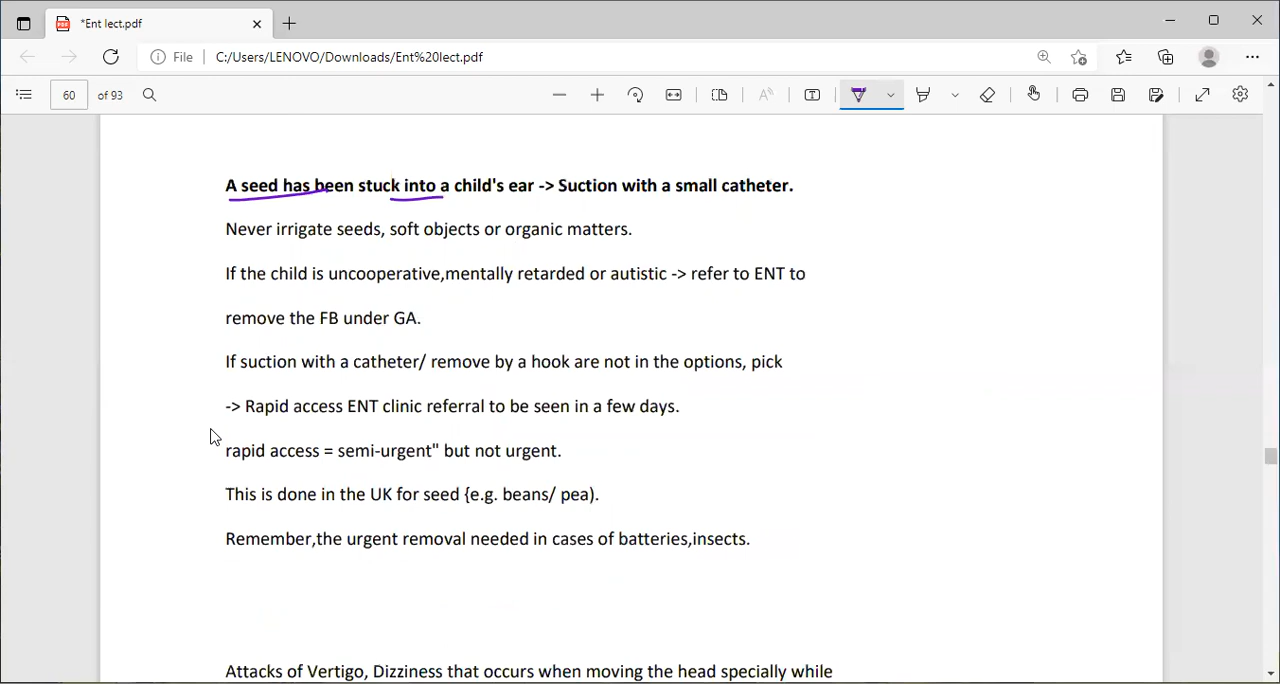 *Ent lect.pdf
File
C:/Users/LENOVO/Downloads/Ent%20lect.pdf
60 of 93
A seed has been stuck into a child's ear -> Suction with a small catheter.
Never irrigate seeds, soft objects or organic matters.
If the child is uncooperative,mentally retarded or autistic -> refer to ENT to
remove the FB under GA.
If suction with a catheter/ remove by a hook are not in the options, pick
-> Rapid access ENT clinic referral to be seen in a few days.
rapid access = semi-urgent" but not urgent.
This is done in the UK for seed {e.g. beans/ pea).
Remember,the urgent removal needed in cases of batteries,insects.
Attacks of Vertigo, Dizziness that occurs when moving the head specially while